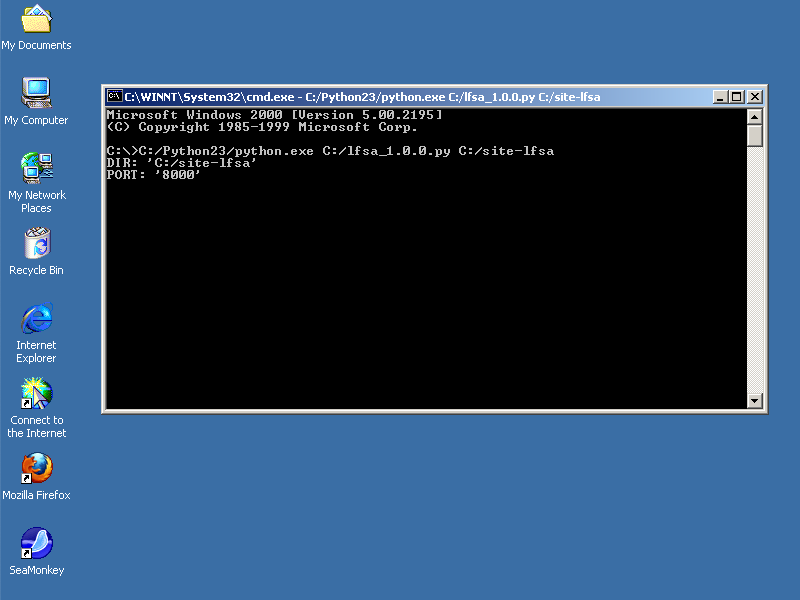 My Documents
My Computer
My Network
Places
Recycle Bin
Internet
Explorer
Connect to
the Internet
Mozilla Firefox
SeaMonkey
C:\WINNT\System32\cmd.exe - C:/Python23/python.exe C:/lfsa_1.0.0.py C:/site-lfsa
Microsoft Windows 2000 [Version 5.00.2195]
(C) Copyright 1985-1999 Microsoft Corp.
C:\>C:/Python23/python.exe C:/lfsa_1.0.0.py C:/site-lfsa
DIR: 'C:/site-lfsa'
PORT: '8000'